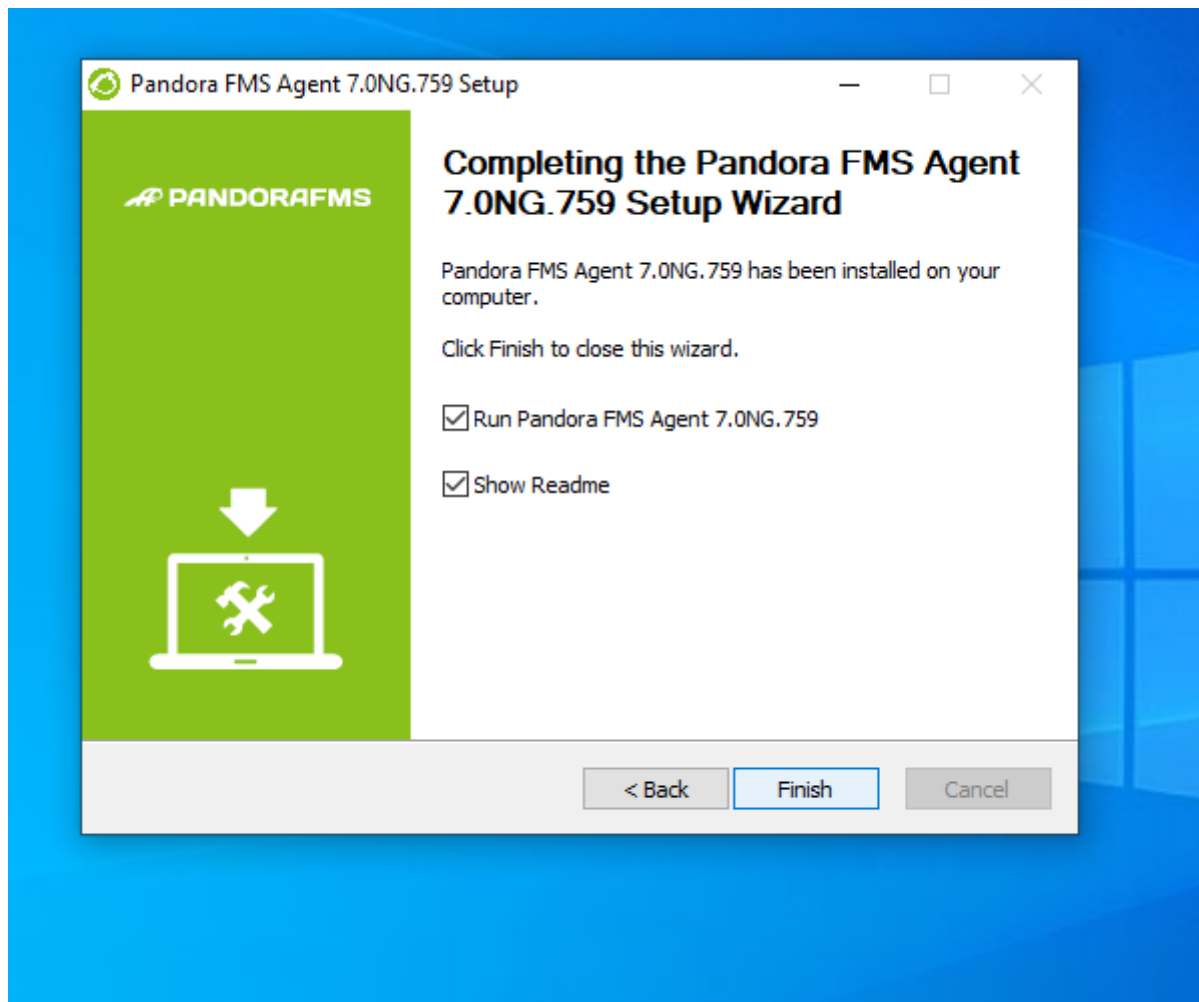 Pandora FMS Agent 7.0NG.759 Setup
PANDORAFMS
Completing the Pandora FMS Agent
7.0NG.759 Setup Wizard
Pandora FMS Agent 7.0NG.759 has been installed on your
computer.
Click Finish to close this wizard.
Run Pandora FMS Agent 7.0NG.759
Show Readme
< Back
Finish
Cancel